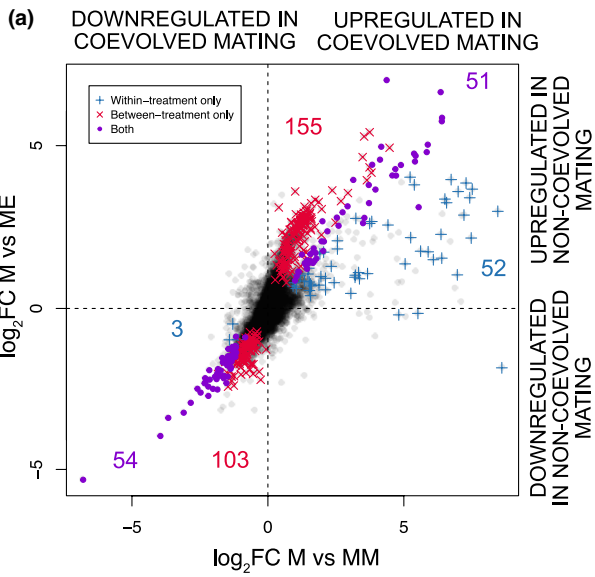 (a)
DOWNREGULATED IN
COEVOLVED MATING
UPREGULATED IN
COEVOLVED MATING
Within-treatment only
Between-treatment only
Both
51
155
52
3
54
103
5
0
−5
−5
0
5
log₂FC M vs ME
log₂FC M vs MM
UPREGULATED IN
NON-COEVOLVED
MATING
DOWNREGULATED
IN NON-COEVOLVED
MATING